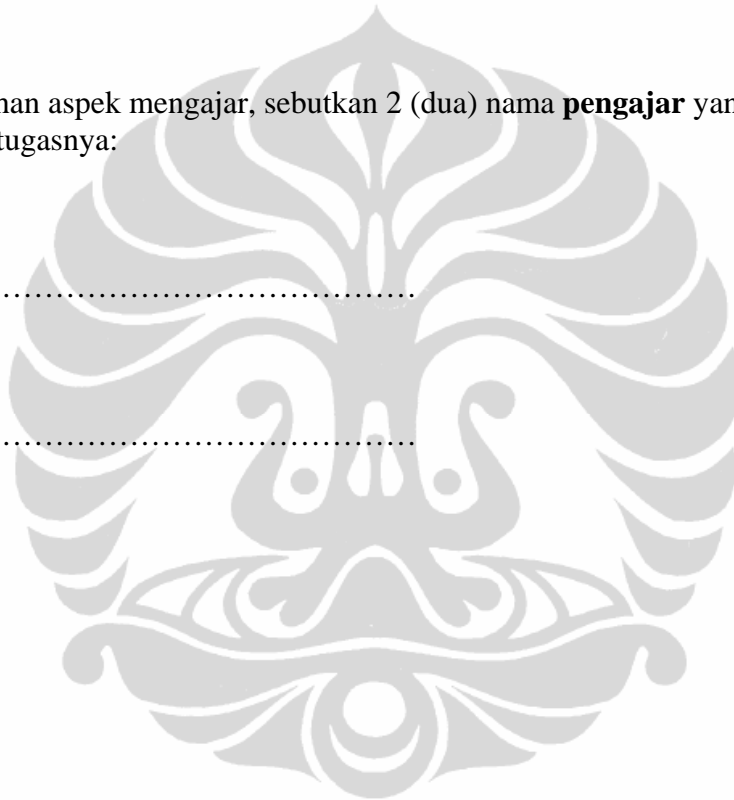 nan aspek mengajar, sebutkan 2 (dua) nama pengajar yan
tugasnya:
…………………………………….
……………………………………